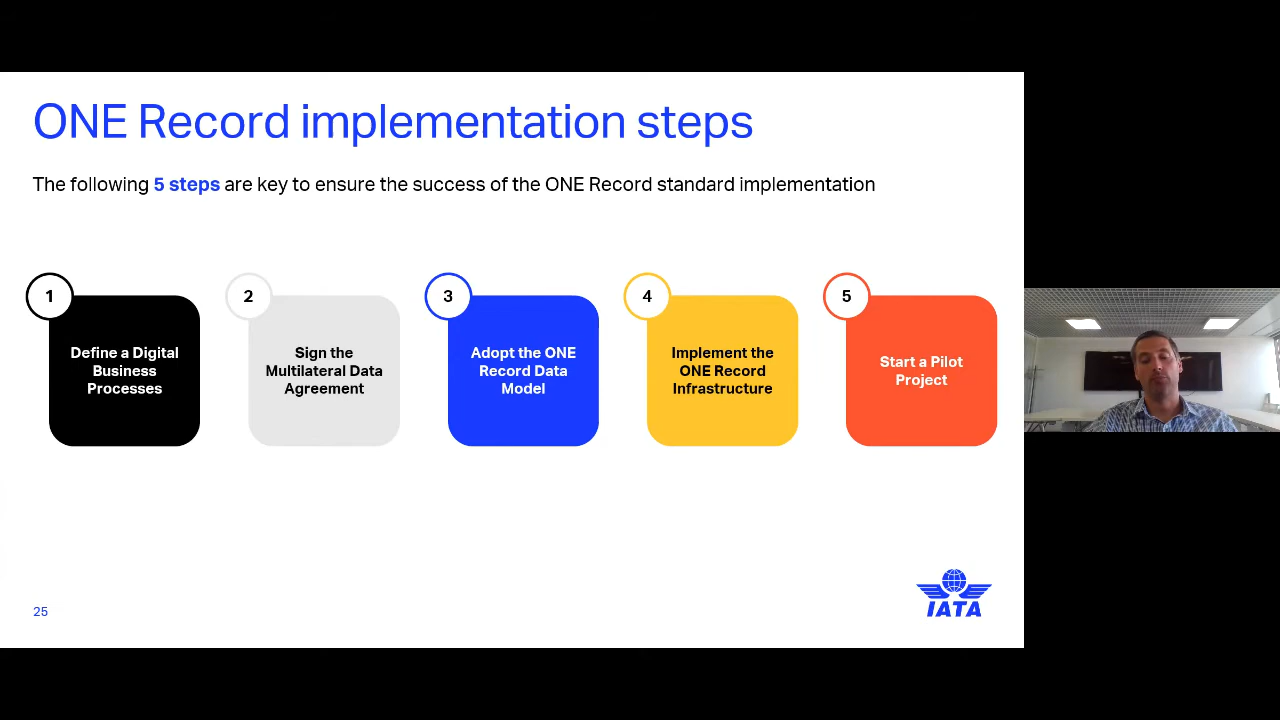 ONE Record implementation steps
The following 5 steps are key to ensure the success of the ONE Record standard implementation
1
Define a Digital
Business
Processes
2
Sign the
Multilateral Data
Agreement
3
Adopt the ONE
Record Data
Model
4
Implement the
ONE Record
Infrastructure
5
Start a Pilot
Project
25
IATA